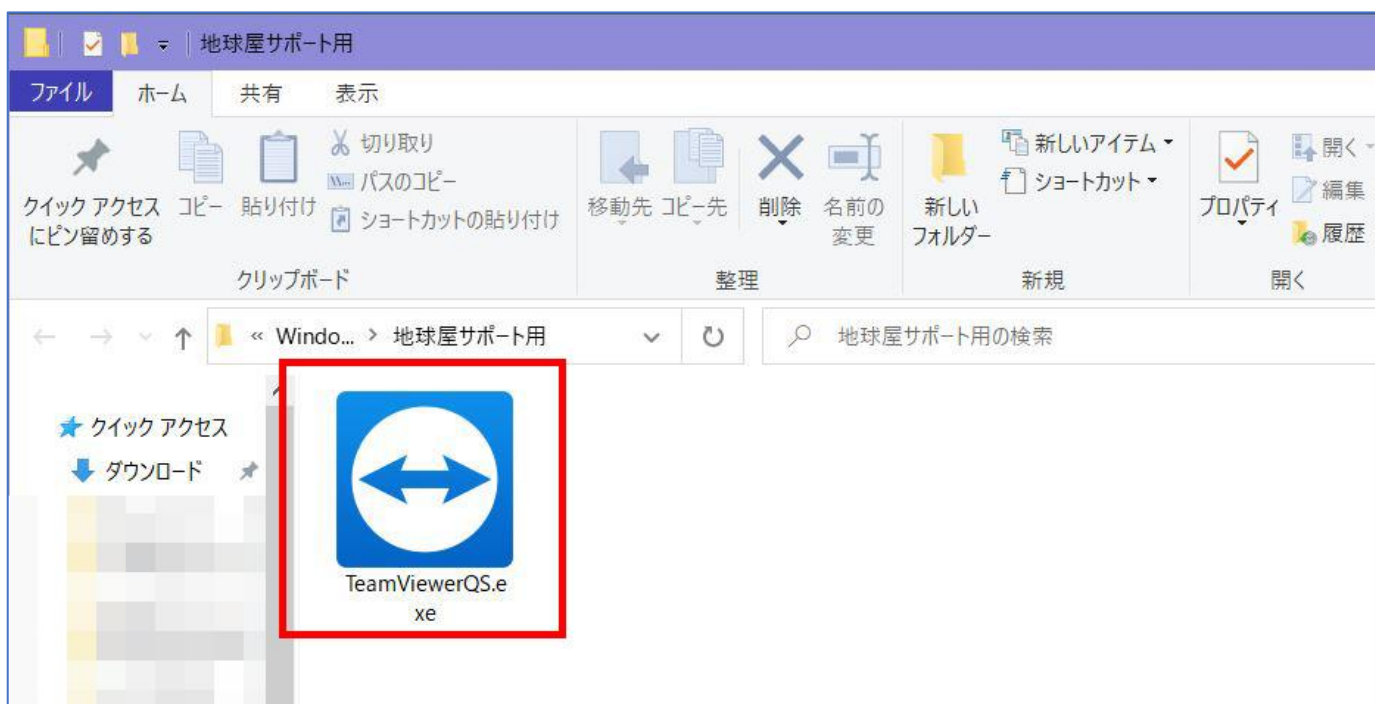 地球屋サポート用
ファイル ホーム 共有 表示
クイック アクセス
にピン留めする
コピー
貼り付け
切り取り
パスのコピー
ショートカットの貼り付け
クリップボード
移動先
コピー先
削除
名前の
変更
整理
新しい
フォルダー
新しいアイテム
ショートカット
新規
プロパティ
開く
編集
履歴
開く
« Windo... › 地球屋サポート用
地球屋サポート用の検索
クイック アクセス
ダウンロード
TeamViewerQS.e
xe